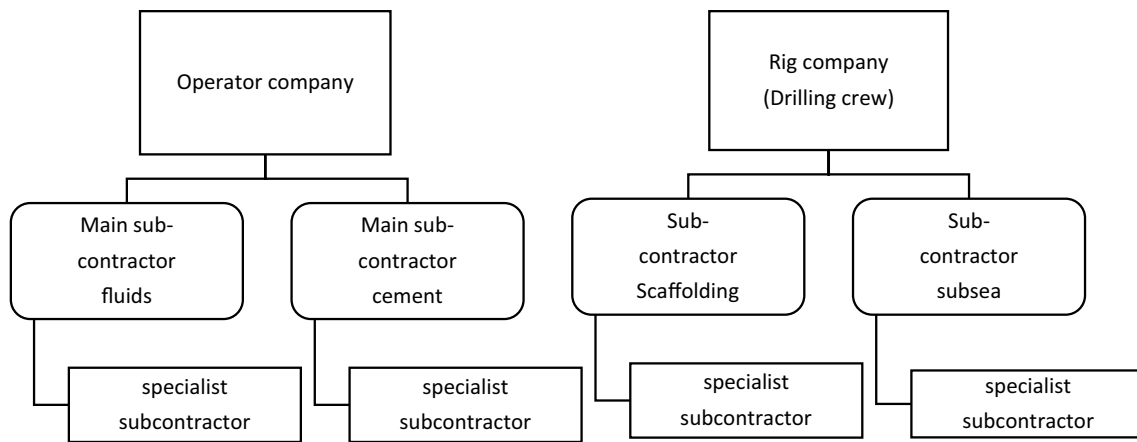 Operator company
Rig company
(Drilling crew)
Main sub-
contractor
fluids
Main sub-
contractor
cement
Sub-
contractor
Scaffolding
Sub-
contractor
subsea
specialist
subcontractor
specialist
subcontractor
specialist
subcontractor
specialist
subcontractor